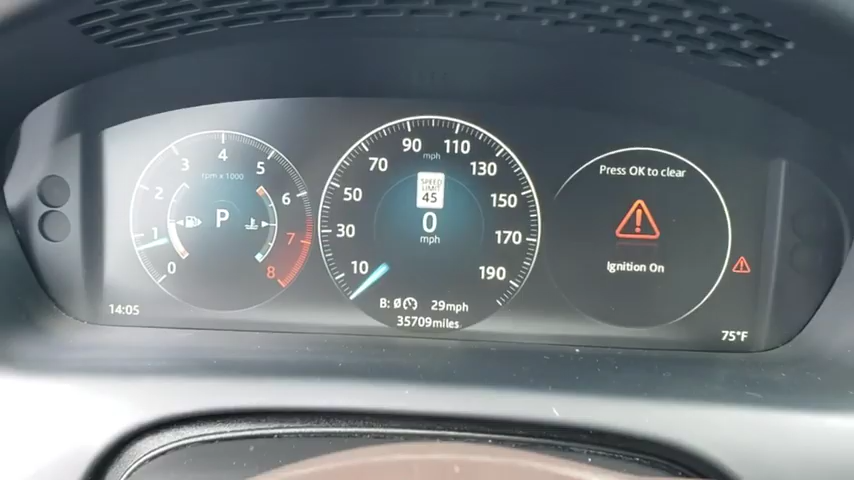 0
1
2
3
4
5
6
7
8
rpm x 1000
P
14:05
10
30
50
70
90
110
130
150
170
190
mph
SPEED
LIMIT
45
0
mph
B: Ø 29mph
35709miles
Press OK to clear
Ignition On
75°F